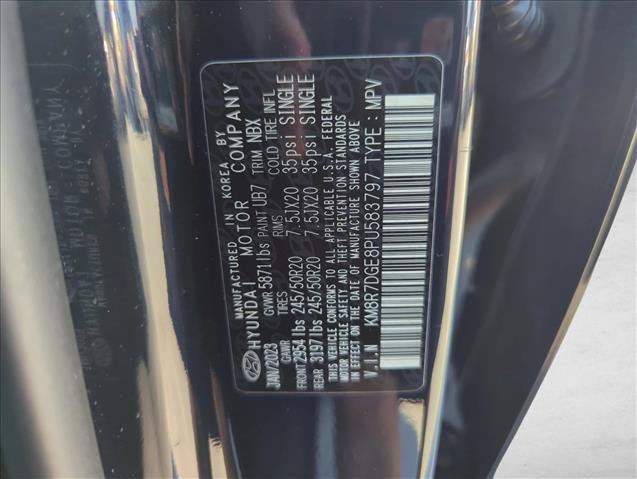 MANUFACTURED IN KOREA BY
HYUNDAI MOTOR COMPANY
JAN/2023 GVWR 5871lbs PAINT UB7 TRIM NBX
GAWR TIRES RIMS COLD TIRE INFL
FRONT 2954 lbs 245/50R20 7.5JX20 35psi SINGLE
REAR 3197 lbs 245/50R20 7.5JX20 35psi SINGLE
THIS VEHICLE CONFORMS TO ALL APPLICABLE U.S.A. FEDERAL
MOTOR VEHICLE SAFETY, BUMPER, AND THEFT PREVENTION
STANDARDS IN EFFECT ON THE DATE OF MANUFACTURE SHOWN ABOVE
V.I.N KM8R7DGE8PU583797 TYPE: MPV